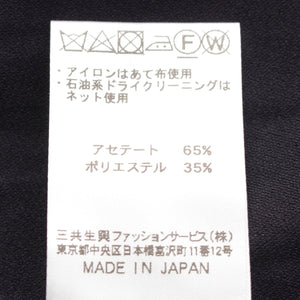 F W
・アイロンはあて布使用
・石油系ドライクリーニングは
ネット使用
アセテート 65%
ポリエステル 35%
三共生興ファッションサービス(株)
東京都中央区日本橋富沢町11番12号
MADE IN JAPAN